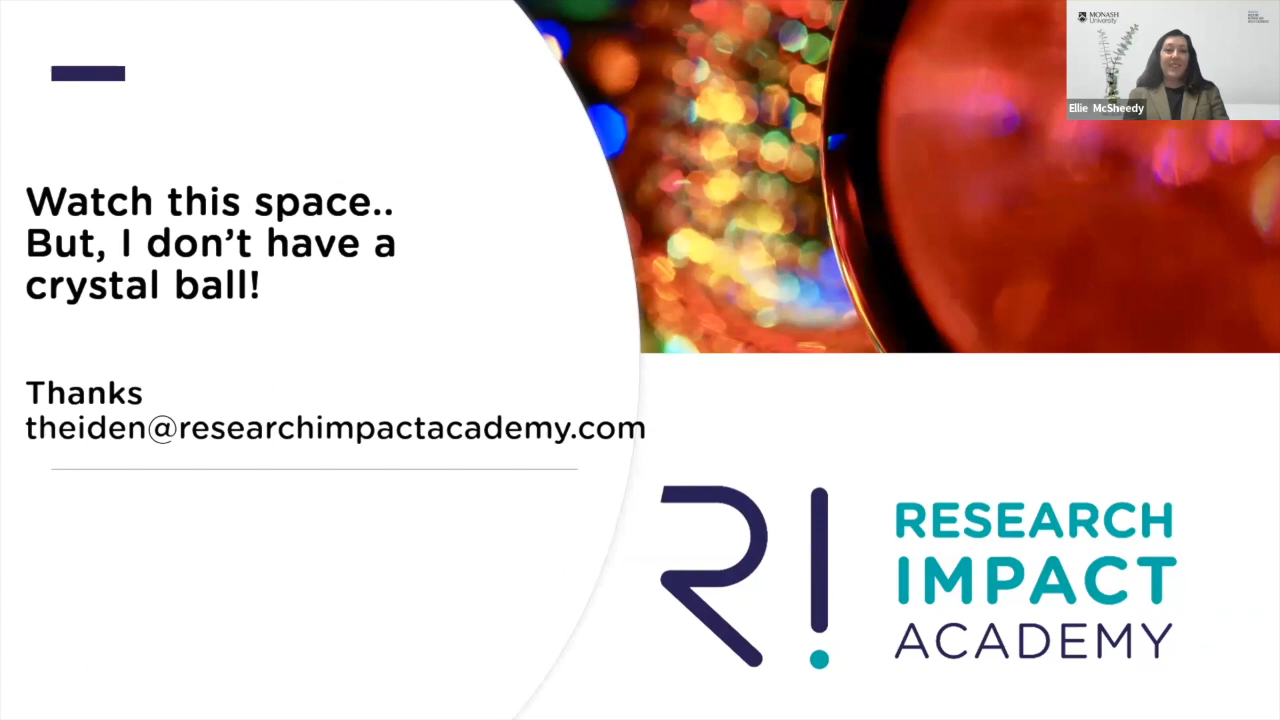 Watch this space..
But, I don’t have a
crystal ball!
Thanks
theiden@researchimpactacademy.com
RESEARCH
IMPACT
ACADEMY
MONASH
University
Ellie McSheedy